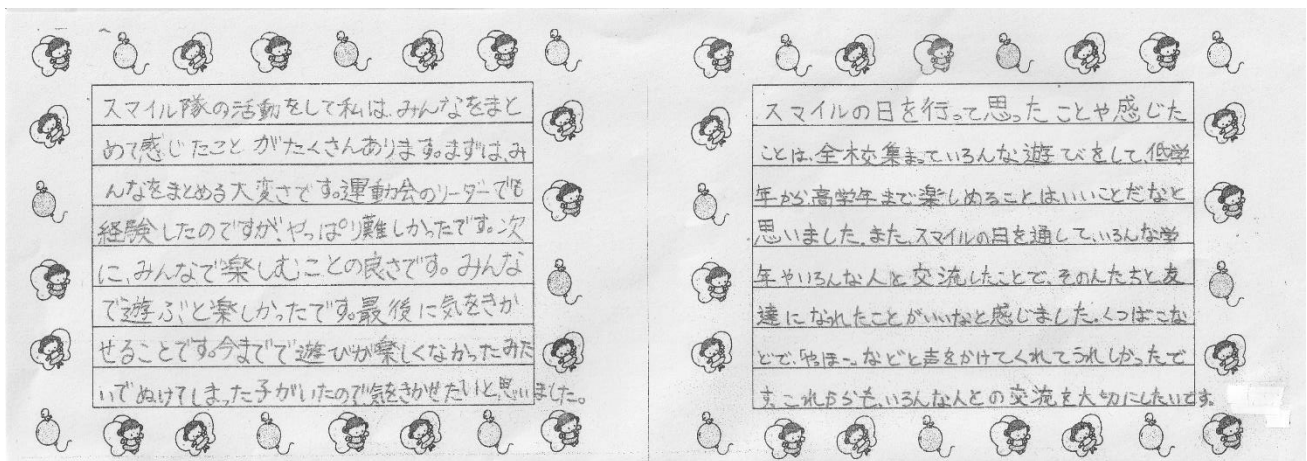 スマイル隊の活動をして私は、みんなをまと
めて感じたことがたくさんあります。まずは、み
んなをまとめる大変さです。運動会のリーダーでも
経験したのですが、やっぱり難しかったです。次
に、みんなで楽しむことの良さです。みんな
で遊ぶと楽しかったです。最後に気をきか
せることです。今までで遊びが楽しくなかったみた
いでぬけてしまった子がいたので気をきかせたいと、思いました。
スマイルの日を行って思ったことや感じた
ことは、全校集まっていろんな遊びをして、低学
年から高学年まで楽しめることはいいことだなと
思いました。また、スマイルの日を通して、いろんな学
年やいろんな人と交流したことで、その人たちと友
達になれたことがいいなと感じました。くつばこな
どで、「やほー」などと声をかけてくれてうれしかったで
す。これからも、いろんな人との交流を大切にしたいです。